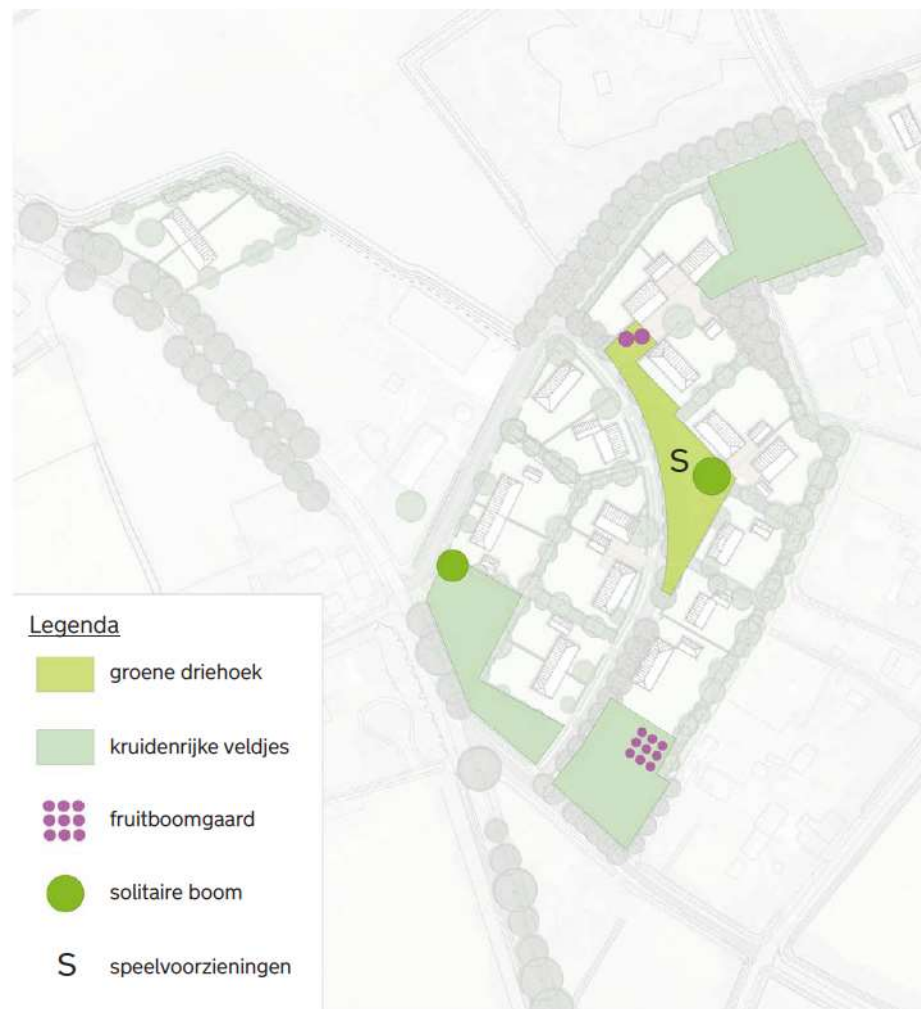 S
Legenda
groene driehoek
kruidenrijke veldjes
fruitboomgaard
solitaire boom
S speelvoorzieningen